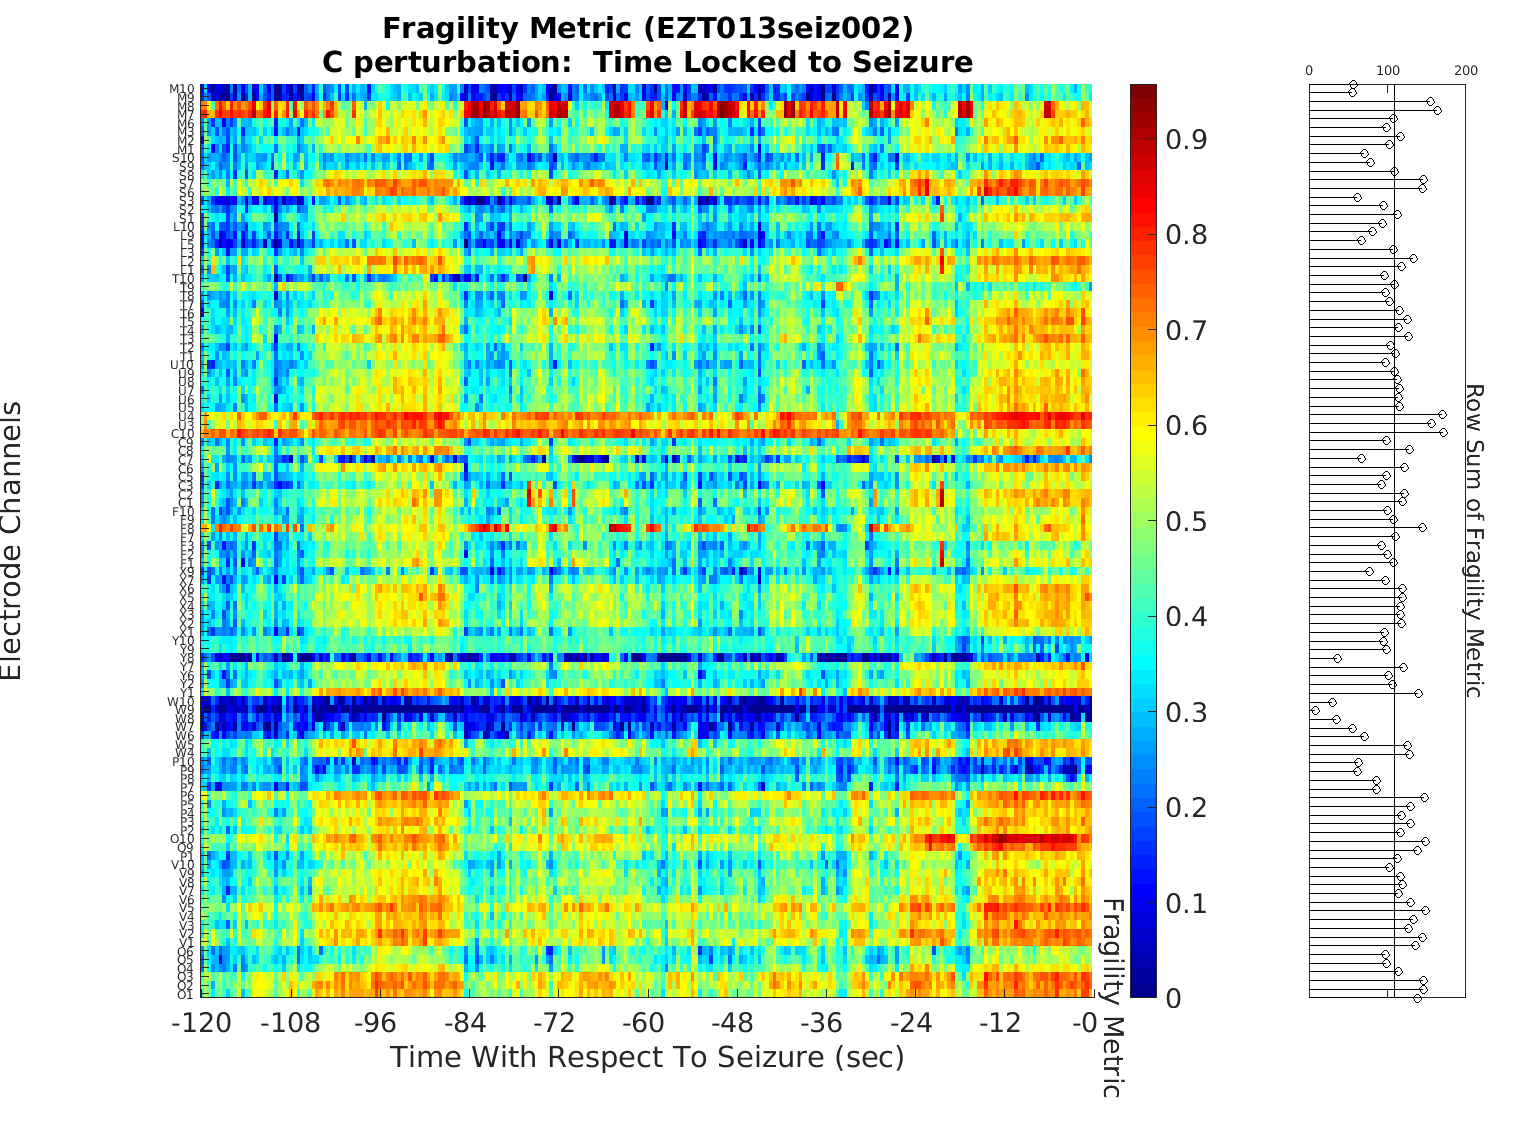 Fragility Metric (EZT013seiz002)
C perturbation: Time Locked to Seizure
Electrode Channels
M10
M9
M8
M7
M6
M3
M2
M1
S10
S9
S8
S7
S6
S3
S2
S1
L10
L9
L3
L2
L1
T10
T9
T8
T6
T5
T4
T3
T2
T1
U10
U9
U8
U7
U6
U5
U4
U3
C10
C9
C8
C7
C6
C5
C3
C2
C1
F10
F9
F8
F7
F3
F2
F1
X9
X7
X6
X5
X4
X3
X2
X1
Y10
Y9
Y8
Y7
Y6
Y2
Y1
W10
W9
W8
W7
W6
W5
P10
P9
P8
P7
P6
P5
P4
P3
P2
O10
O9
P1
V10
V9
V8
V7
V6
V5
V4
V3
V2
V1
O6
O5
O4
O3
O2
O1
-120 -108 -96 -84 -72 -60 -48 -36 -24 -12 -0
Time With Respect To Seizure (sec)
0.9
0.8
0.7
0.6
0.5
0.4
0.3
0.2
0.1
0
Fragility Metric
0 100 200
Row Sum of Fragility Metric